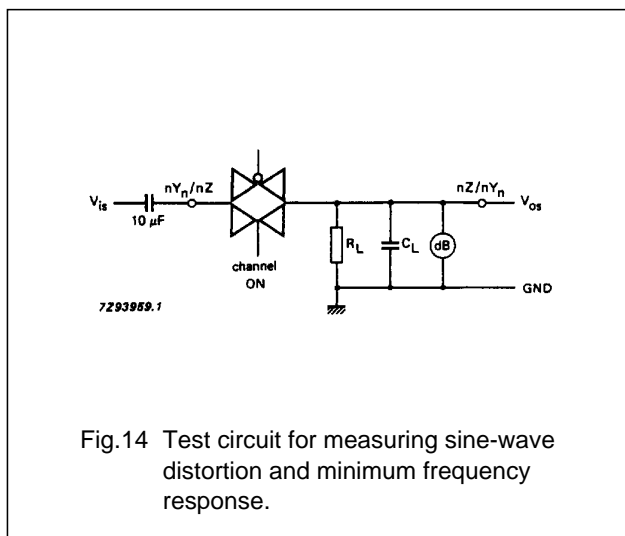 V_is
10 µF
nY_n/nZ
channel
ON
R_L
C_L
dB
nZ/nY_n
V_os
GND
7Z93959.1
Fig.14 Test circuit for measuring sine-wave
distortion and minimum frequency
response.